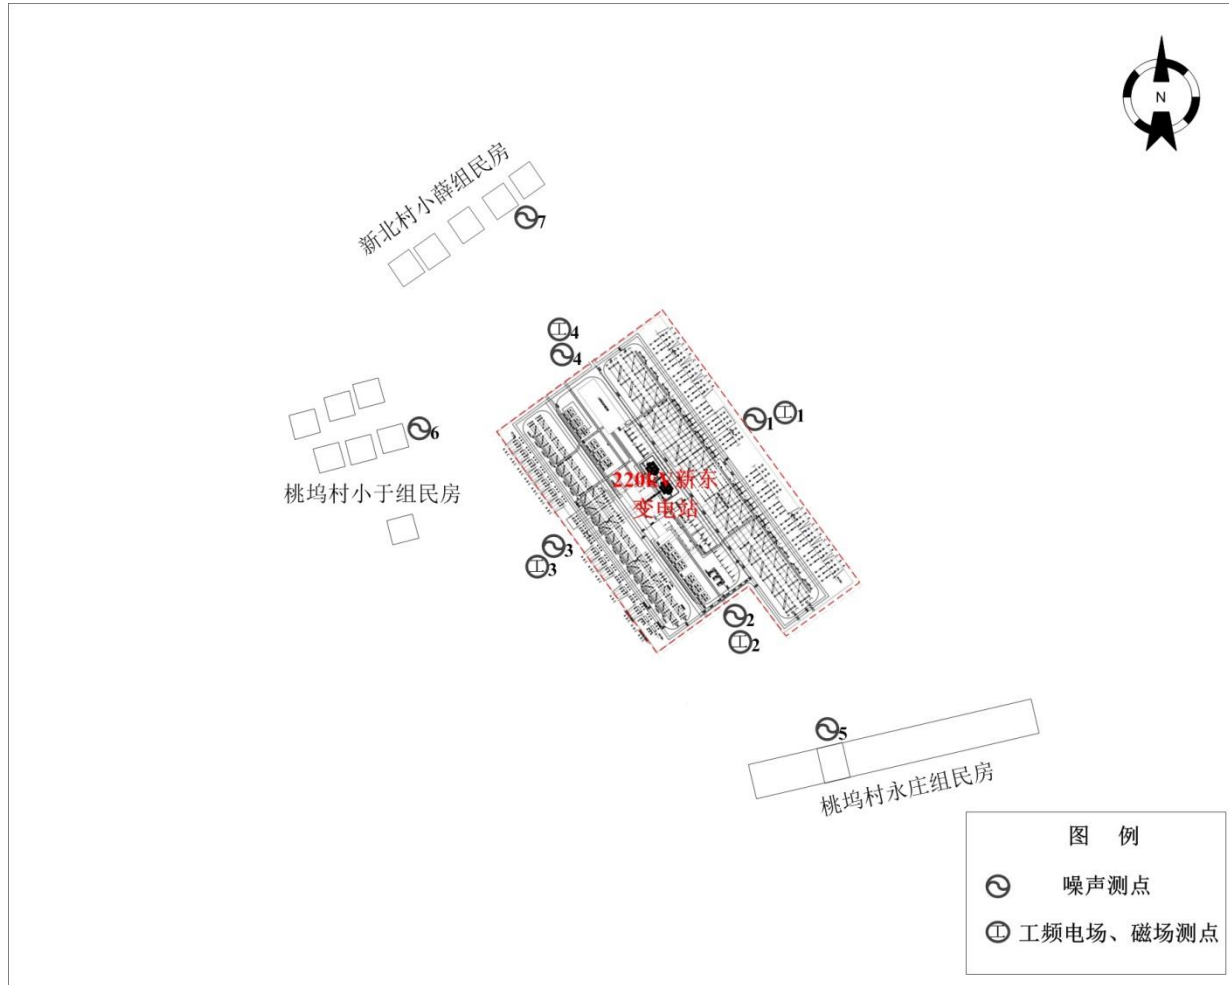 N
新北村小薛组民房
7
4
4
1
1
6
220kV新东
变电站
桃坞村小于组民房
3
3
2
2
5
桃坞村永庄组民房
图 例
噪声测点
工 工频电场、磁场测点